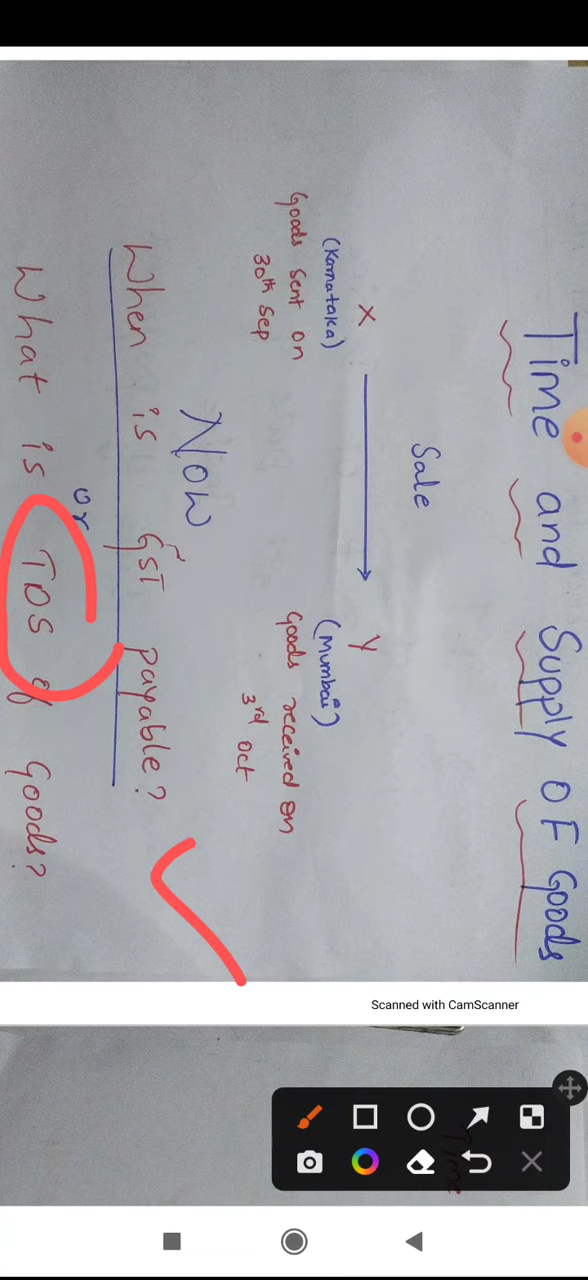 Time and Supply OF Goods
Sale
X
Y
(Karnataka)
(Mumbai)
Goods sent on
30th Sep
Goods received on
3rd Oct
Now
When is GST payable?
or
What is TOS of Goods?
Scanned with CamScanner
Time